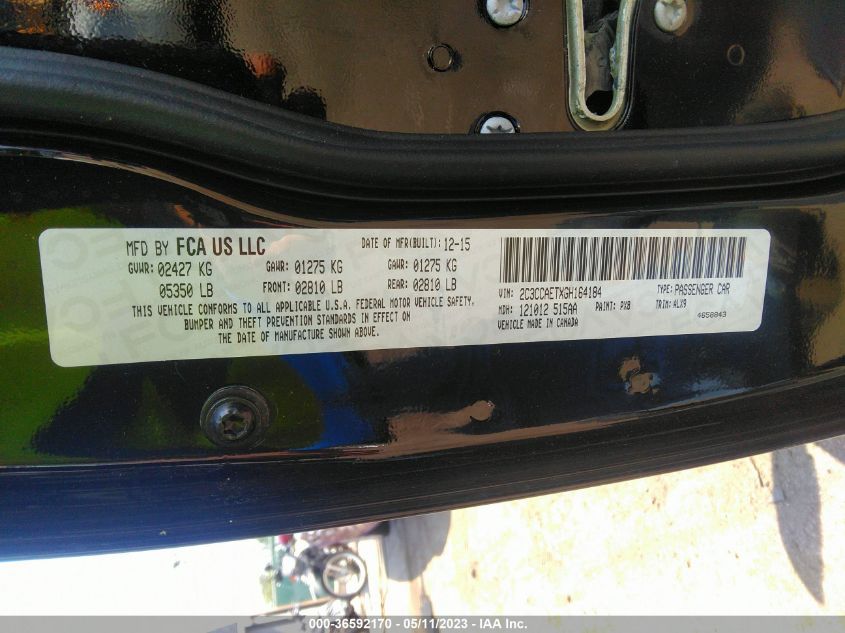 MFD BY FCA US LLC
DATE OF MFR(BUILT): 12-15
GVWR: 02427 KG GAWR: 01275 KG GAWR: 01275 KG
05350 LB FRONT: 02810 LB REAR: 02810 LB
THIS VEHICLE CONFORMS TO ALL APPLICABLE U.S.A. FEDERAL MOTOR VEHICLE SAFETY,
BUMPER AND THEFT PREVENTION STANDARDS IN EFFECT ON
THE DATE OF MANUFACTURE SHOWN ABOVE.
VIN: 2C3CCAETXGH164184 TYPE: PASSENGER CAR
MDH: 121012 515AA PAINT: PX8 TRIM: ALX9
VEHICLE MADE IN CANADA 4650843
000-36592170 - 05/11/2023 - IAA Inc.